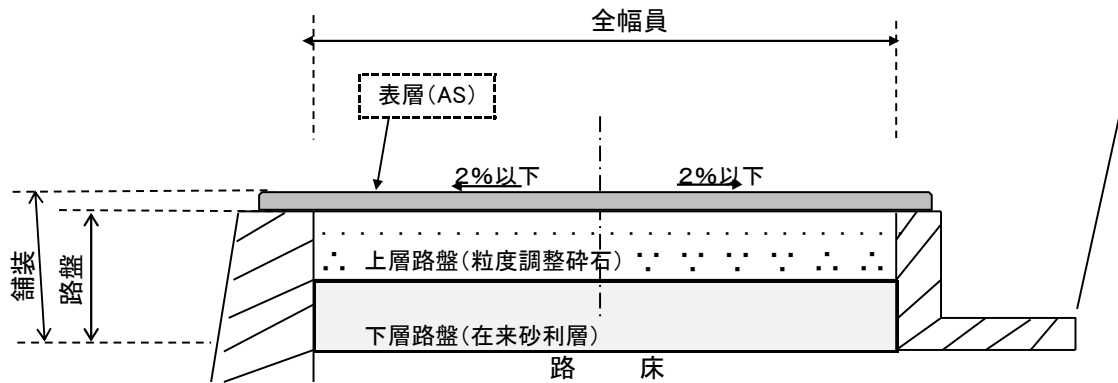 全幅員
表層(AS)
2%以下
2%以下
舗装
路盤
上層路盤(粒度調整砕石)
下層路盤(在来砂利層)
路 床